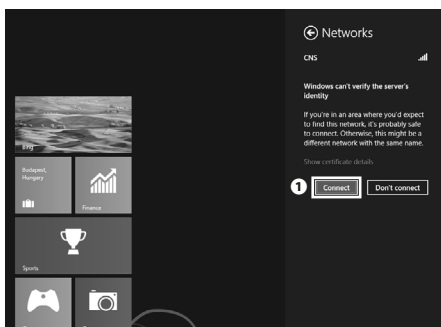 Networks
CNS
Windows can't verify the server's
identity
If you're in an area where you'd expect
to find this network, it's probably safe
to connect. Otherwise, this might be a
different network with the same name.
Show certificate details
1 Connect Don't connect
Bing
Budapest,
Hungary
Finance
Sports